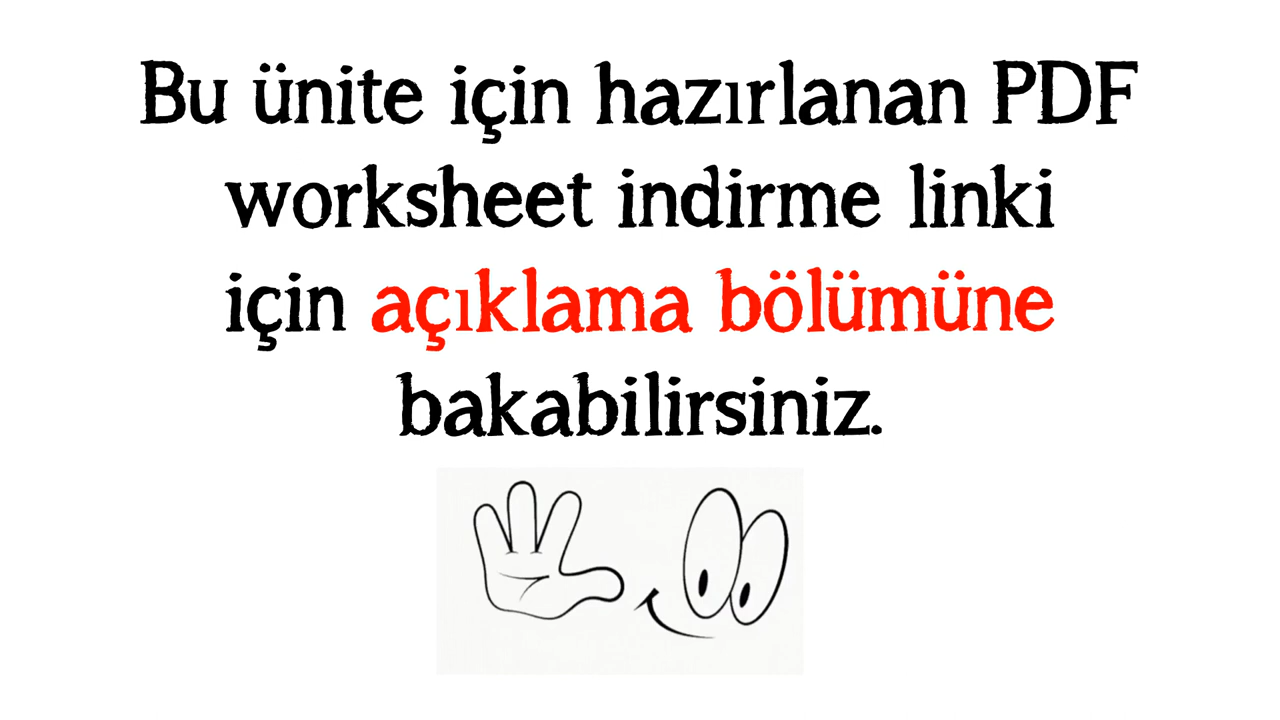 Bu ünite için hazırlanan PDF
worksheet indirme linki
için açıklama bölümüne
bakabilirsiniz.